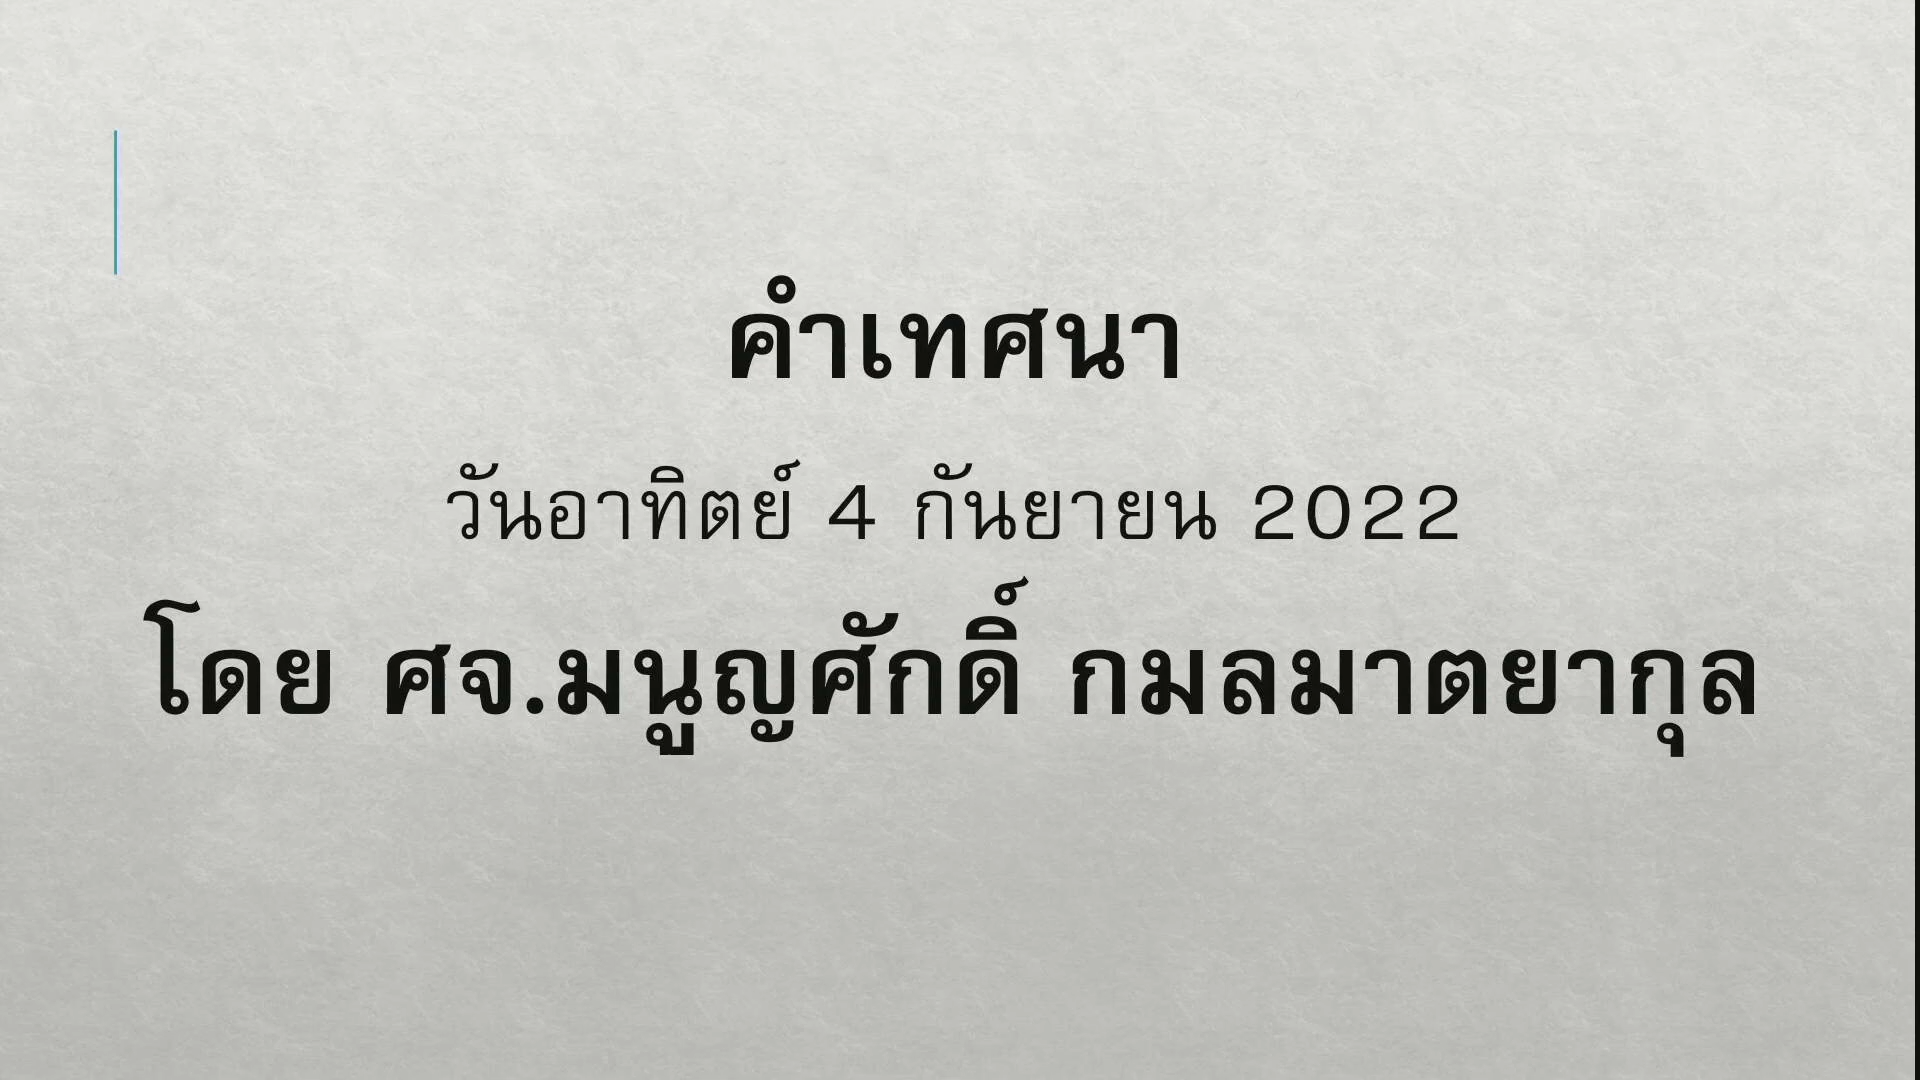 คำเทศนา
วันอาทิตย์ 4 กันยายน 2022
โดย ศจ.มนูญศักดิ์ กมลมาตยากุล